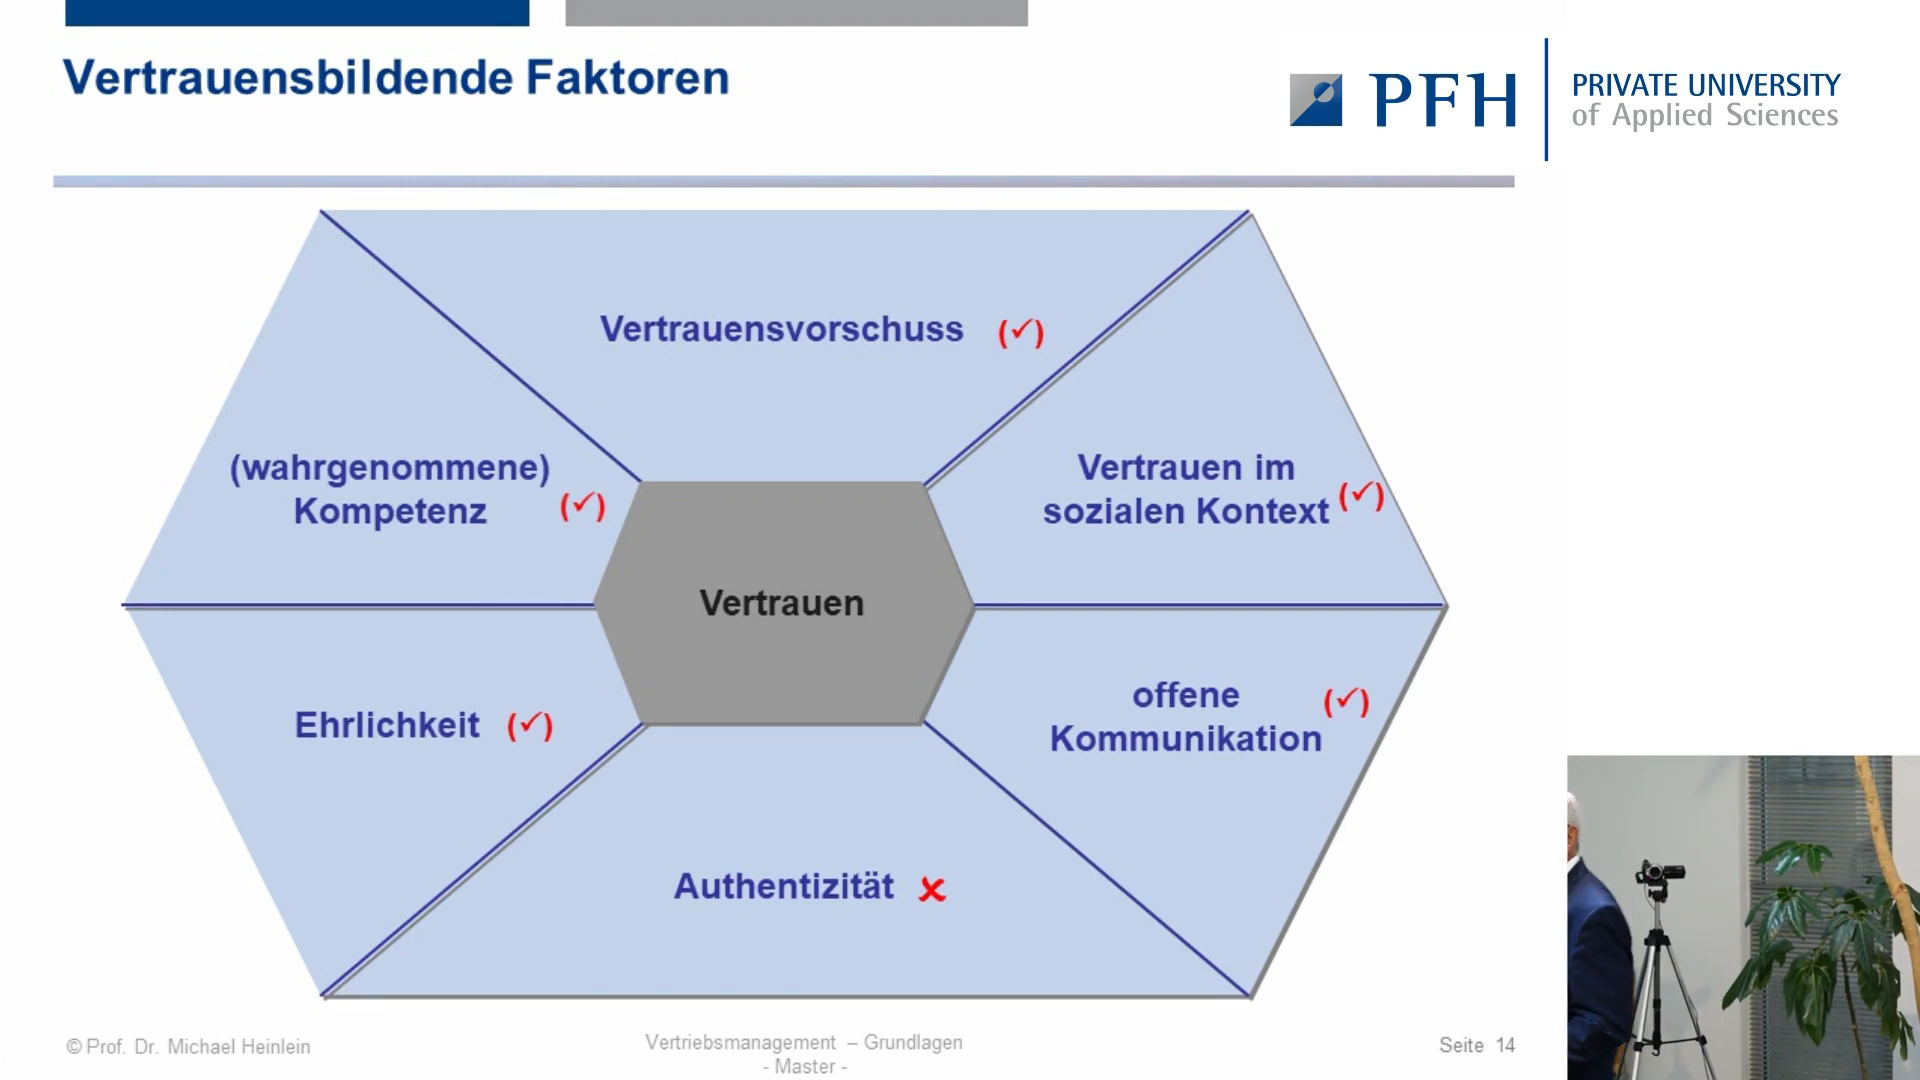 Vertrauensbildende Faktoren
PFH
PRIVATE UNIVERSITY
of Applied Sciences
Vertrauensvorschuss (✓)
(wahrgenommene)
Kompetenz (✓)
Vertrauen im
sozialen Kontext (✓)
Vertrauen
Ehrlichkeit (✓)
offene
Kommunikation (✓)
Authentizität ✘
© Prof. Dr. Michael Heinlein
Vertriebsmanagement – Grundlagen
- Master -
Seite 14